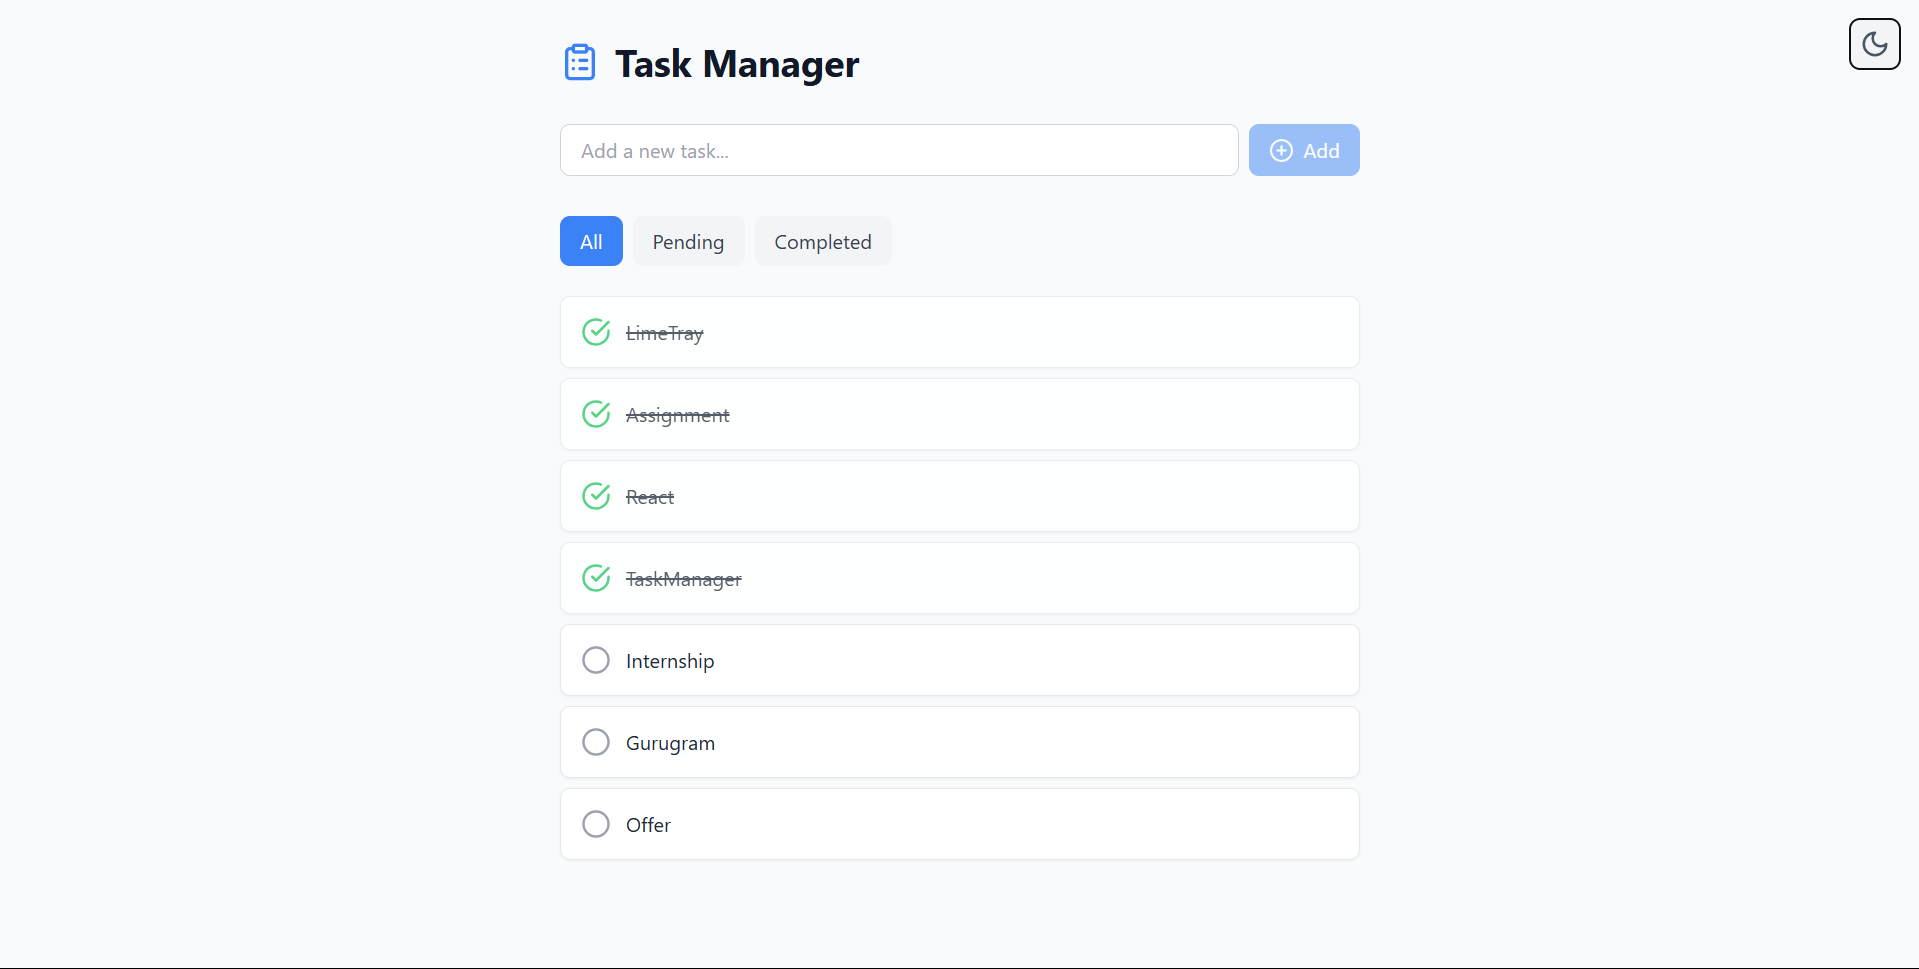 Task Manager
Add a new task...
Add
All
Pending
Completed
LimeTray
Assignment
React
TaskManager
Internship
Gurugram
Offer